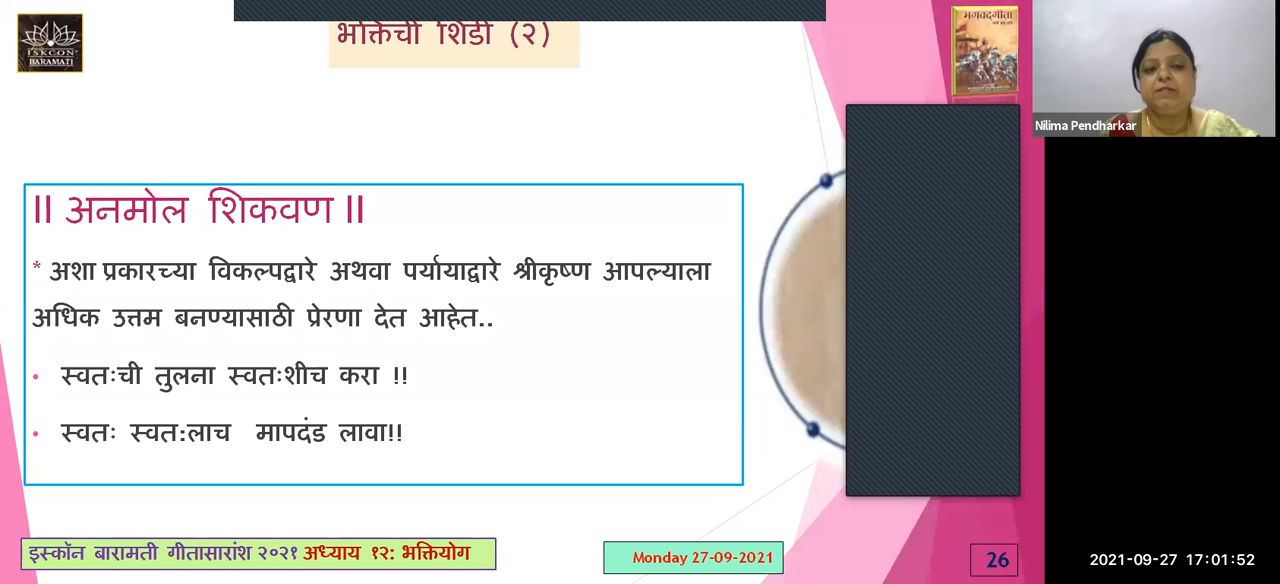 भक्तिची शिडी (२)
ISKCON
BARAMATI
भगवद्गीता
Nilima Pendharkar
॥ अनमोल शिकवण ॥
* अशा प्रकारच्या विकल्पद्वारे अथवा पर्यायाद्वारे श्रीकृष्ण आपल्याला
अधिक उत्तम बनण्यासाठी प्रेरणा देत आहेत..
• स्वतःची तुलना स्वतःशीच करा !!
• स्वतः स्वत:लाच मापदंड लावा!!
इस्कॉन बारामती गीतासारांश २०२१ अध्याय १२: भक्तियोग
Monday 27-09-2021
26
2021-09-27 17:01:52